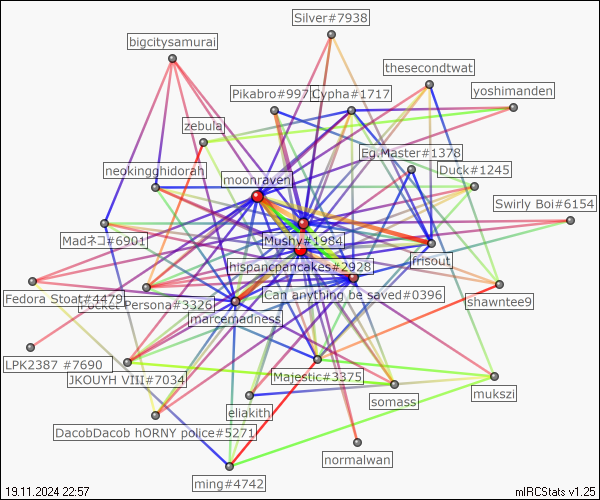 Silver#7938
bigcitysamurai
thesecondtwat
Pikabro#997
Cypha#1717
yoshimanden
zebula
Eg.Master#1378
neokingghidorah
moonraven
Duck#1245
Swirly Boi#6154
Madネコ#6901
Mushy#1984
hispancpancakes#2928
frisout
Fedora Stoat#4479
Pocket Persona#3326
Can anything be saved#0396
shawntee9
marcemadness
LPK2387 #7690
JKOUYH VIII#7034
Majestic#3375
somass
mukszi
eliakith
DacobDacob hORNY police#5271
normalwan
ming#4742
19.11.2024 22:57
mIRCStats v1.25